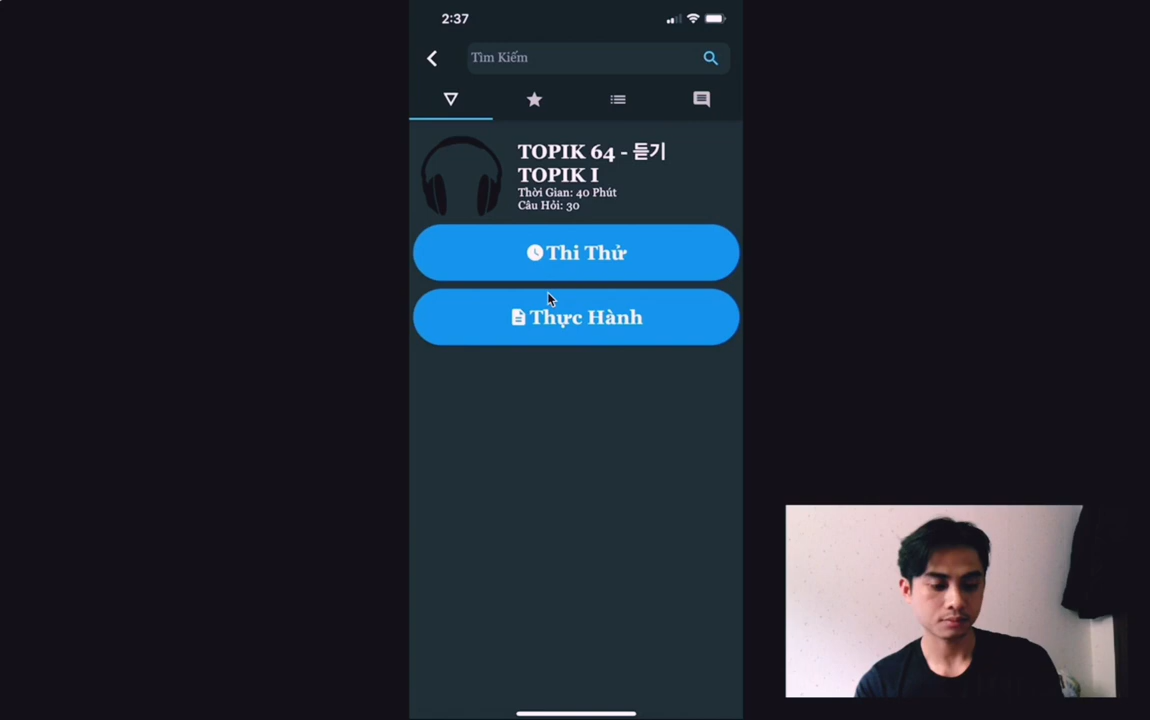 2:37
Tìm Kiếm
TOPIK 64 - 듣기
TOPIK I
Thời Gian: 40 Phút
Câu Hỏi: 30
Thi Thử
Thực Hành